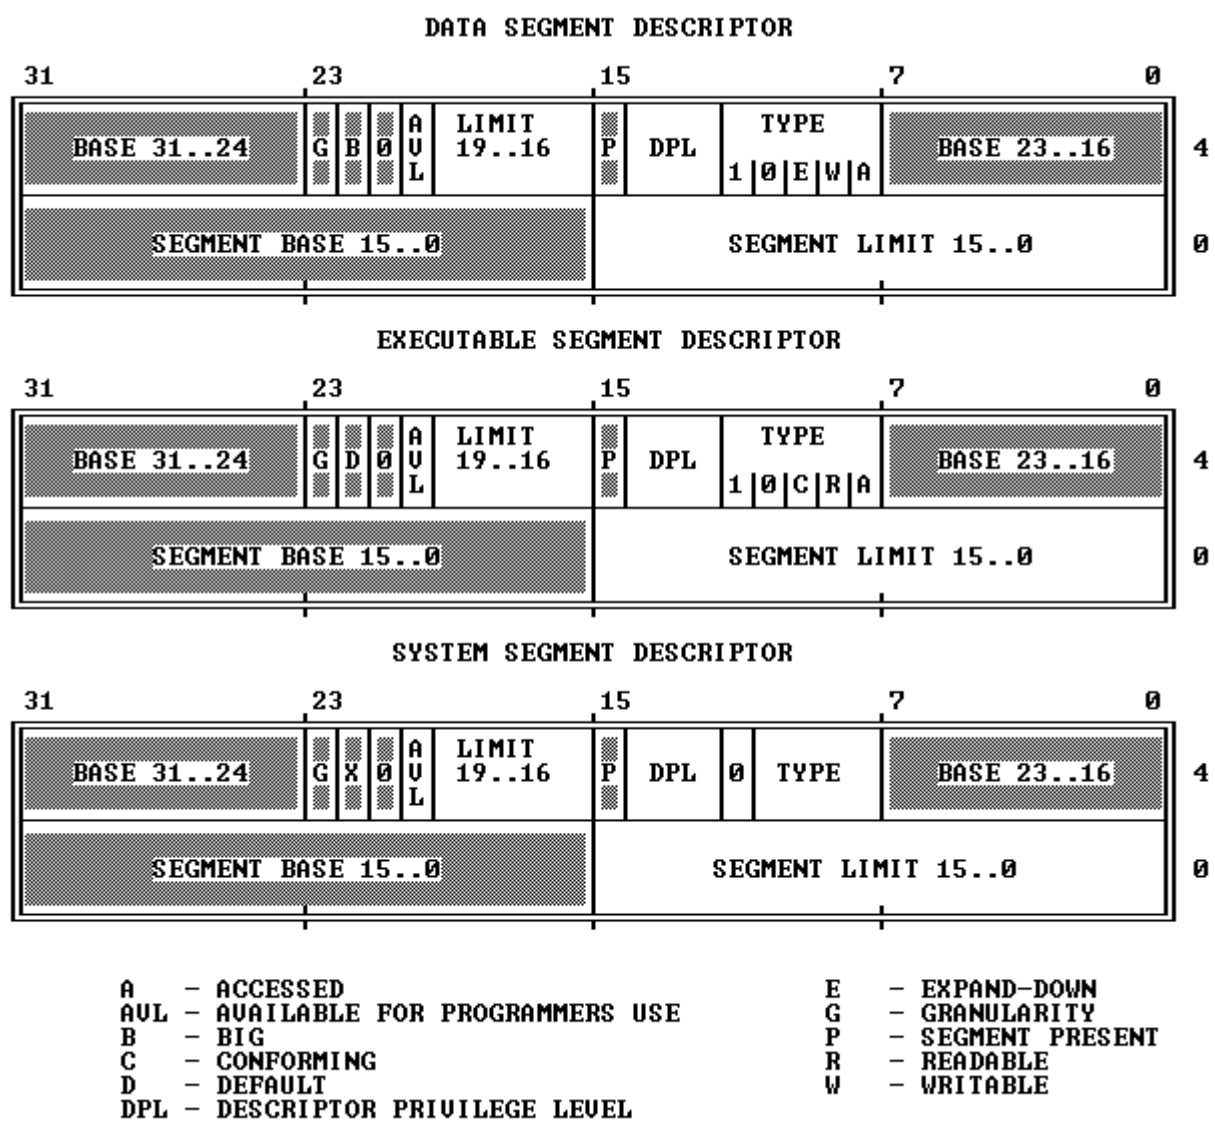 DATA SEGMENT DESCRIPTOR
31 23 15 7 0
BASE 31..24 G B 0 AVL LIMIT 19..16 P DPL TYPE 1 0 E W A BASE 23..16 4
SEGMENT BASE 15..0 SEGMENT LIMIT 15..0 0
EXECUTABLE SEGMENT DESCRIPTOR
31 23 15 7 0
BASE 31..24 G D 0 AVL LIMIT 19..16 P DPL TYPE 1 0 C R A BASE 23..16 4
SEGMENT BASE 15..0 SEGMENT LIMIT 15..0 0
SYSTEM SEGMENT DESCRIPTOR
31 23 15 7 0
BASE 31..24 G X 0 AVL LIMIT 19..16 P DPL 0 TYPE BASE 23..16 4
SEGMENT BASE 15..0 SEGMENT LIMIT 15..0 0
A - ACCESSED E - EXPAND-DOWN
AVL - AVAILABLE FOR PROGRAMMERS USE G - GRANULARITY
B - BIG P - SEGMENT PRESENT
C - CONFORMING R - READABLE
D - DEFAULT W - WRITABLE
DPL - DESCRIPTOR PRIVILEGE LEVEL